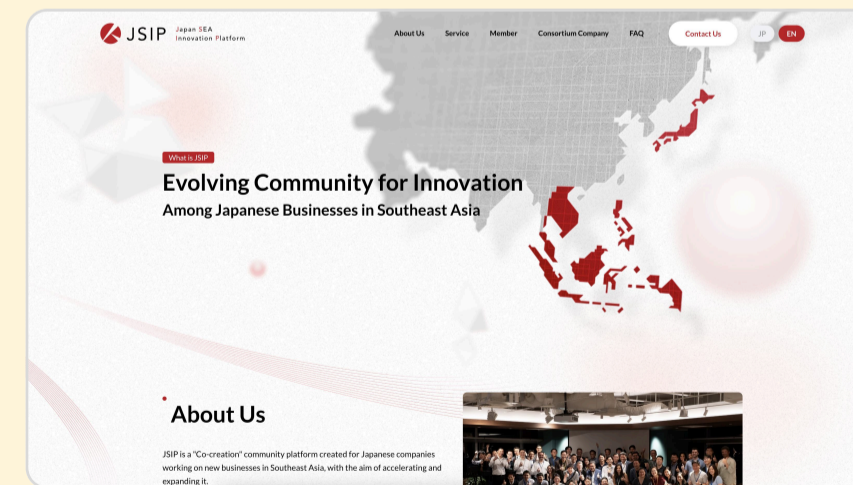 JSIP
Japan SEA
Innovation Platform
About Us
Service
Member
Consortium Company
FAQ
Contact Us
JP
EN
What is JSIP
Evolving Community for Innovation
Among Japanese Businesses in Southeast Asia
About Us
JSIP is a "Co-creation" community platform created for Japanese companies
working on new businesses in Southeast Asia, with the aim of accelerating and
expanding it.